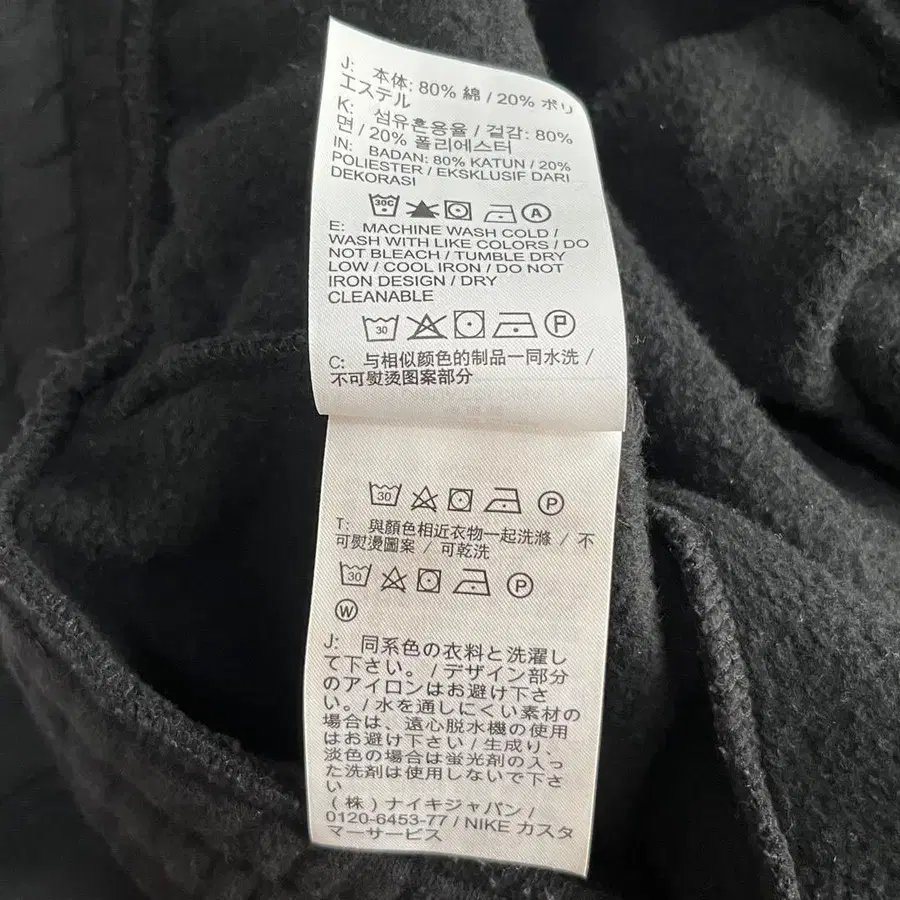 J: 本体: 80% 綿 / 20% ポリ
エステル
K: 섬유혼용율 / 겉감: 80%
면 / 20% 폴리에스터
IN: BADAN: 80% KATUN / 20%
POLIESTER / EKSKLUSIF DARI
DEKORASI
30C A
E: MACHINE WASH COLD /
WASH WITH LIKE COLORS / DO
NOT BLEACH / TUMBLE DRY
LOW / COOL IRON / DO NOT
IRON DESIGN / DRY
CLEANABLE
30 P
C: 与相似颜色的制品一同水洗 /
不可熨烫图案部分
30 P
T: 與顏色相近衣物一起洗滌 / 不
可熨燙圖案 / 可乾洗
30 P
W
J: 同系色の衣料と洗濯し
て下さい。 / デザイン部分
のアイロンはお避け下さ
い。/ 水を通しにくい素材の
場合は、遠心脱水機の使用
はお避け下さい / 生成り、
淡色の場合は蛍光剤の入っ
た洗剤は使用しないで下さ
い
(株) ナイキジャパン /
0120-6453-77 / NIKE カスタ
マーサービス